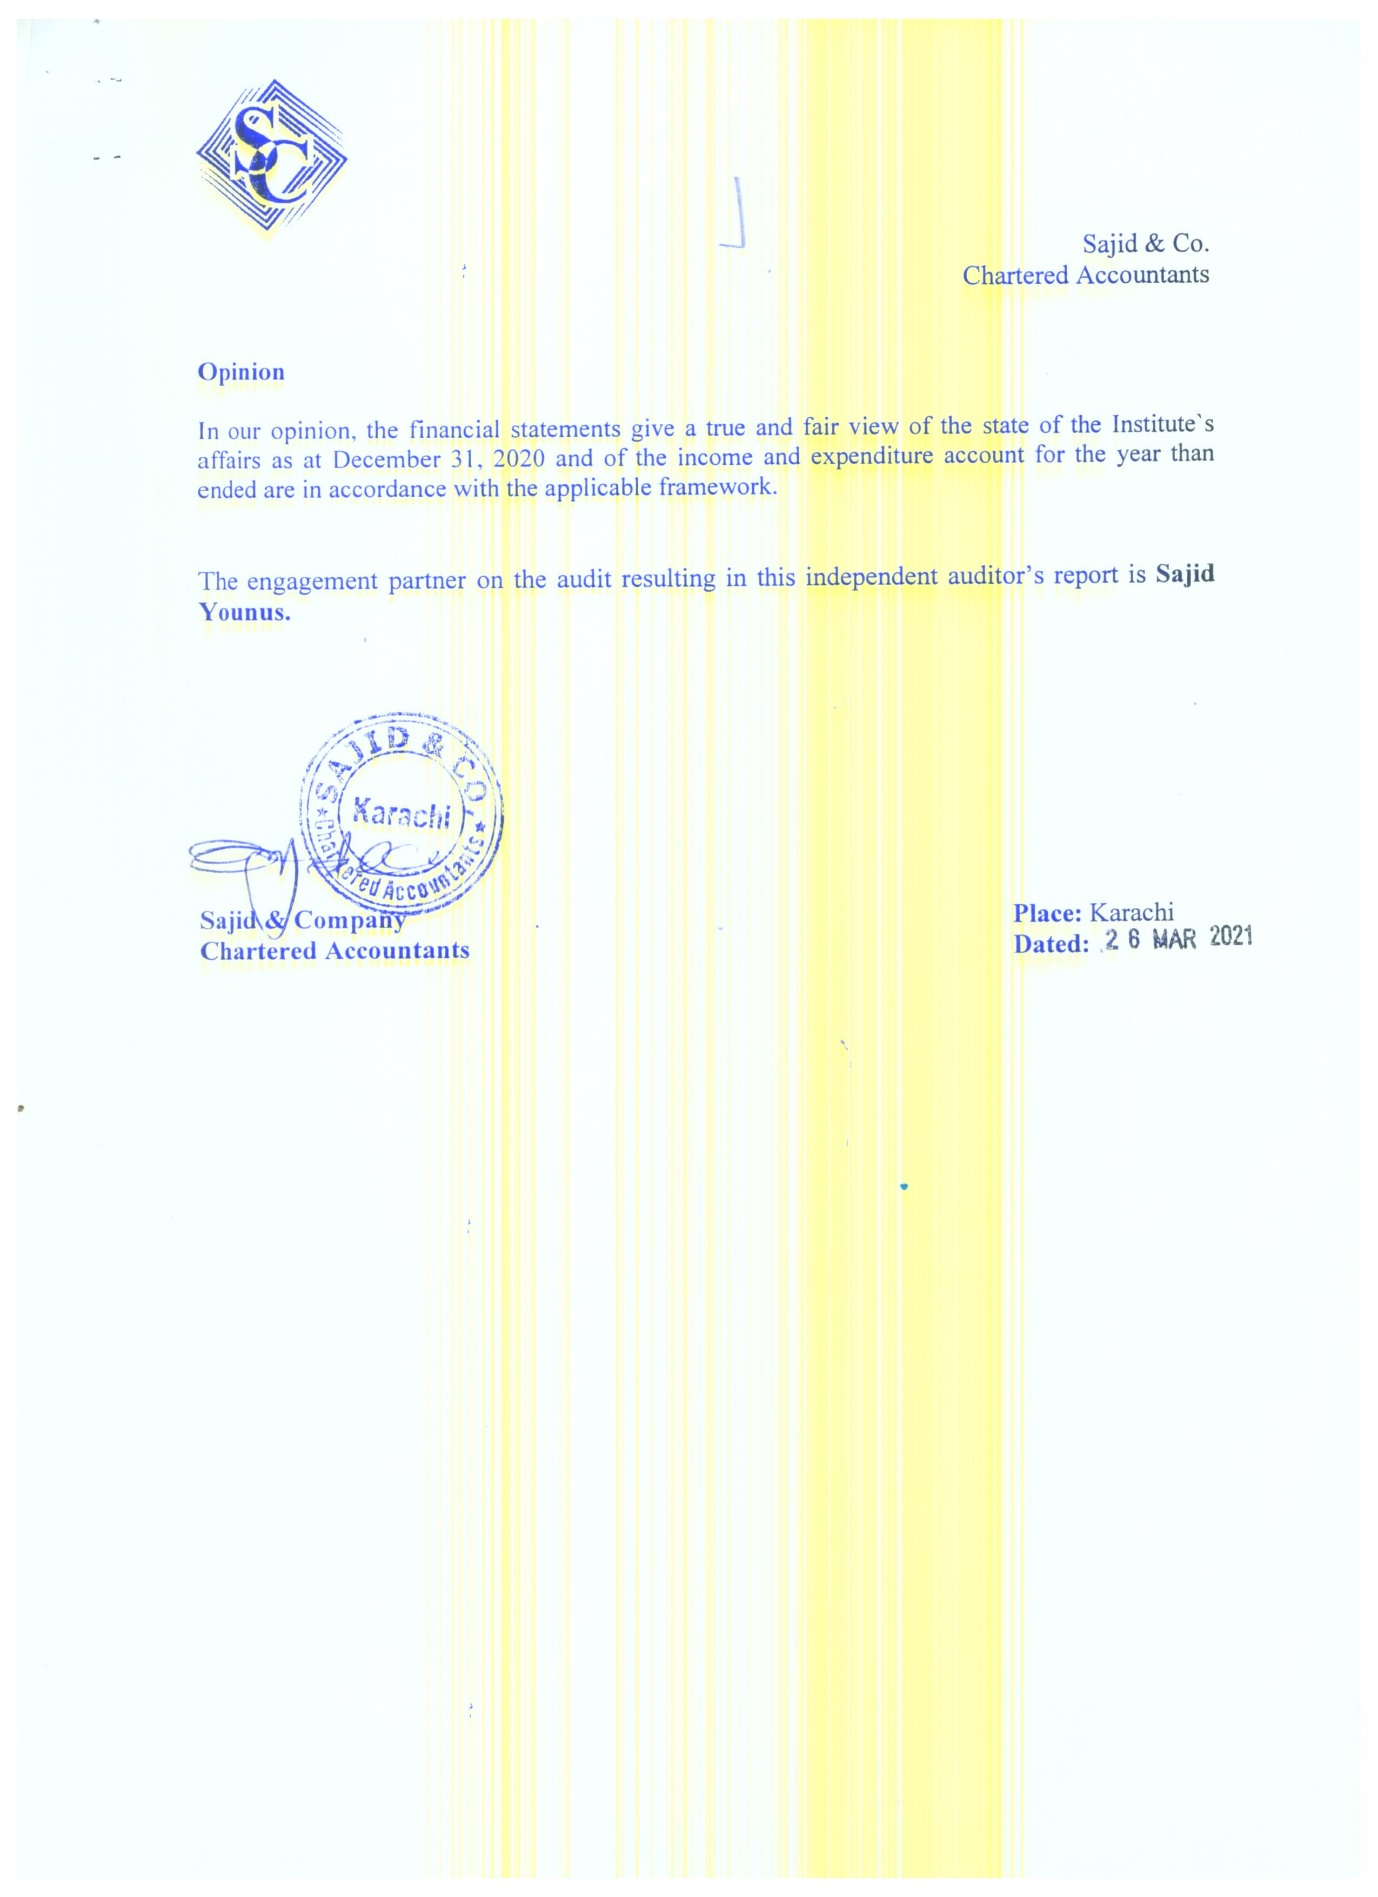 SC
Sajid & Co.
Chartered Accountants
Opinion
In our opinion, the financial statements give a true and fair view of the state of the Institute`s
affairs as at December 31, 2020 and of the income and expenditure account for the year than
ended are in accordance with the applicable framework.
The engagement partner on the audit resulting in this independent auditor’s report is Sajid
Younus.
SAJID & CO,
Karachi
★ Chartered Accountants ★
Sajid & Company
Chartered Accountants
Place: Karachi
Dated: 26 MAR 2021